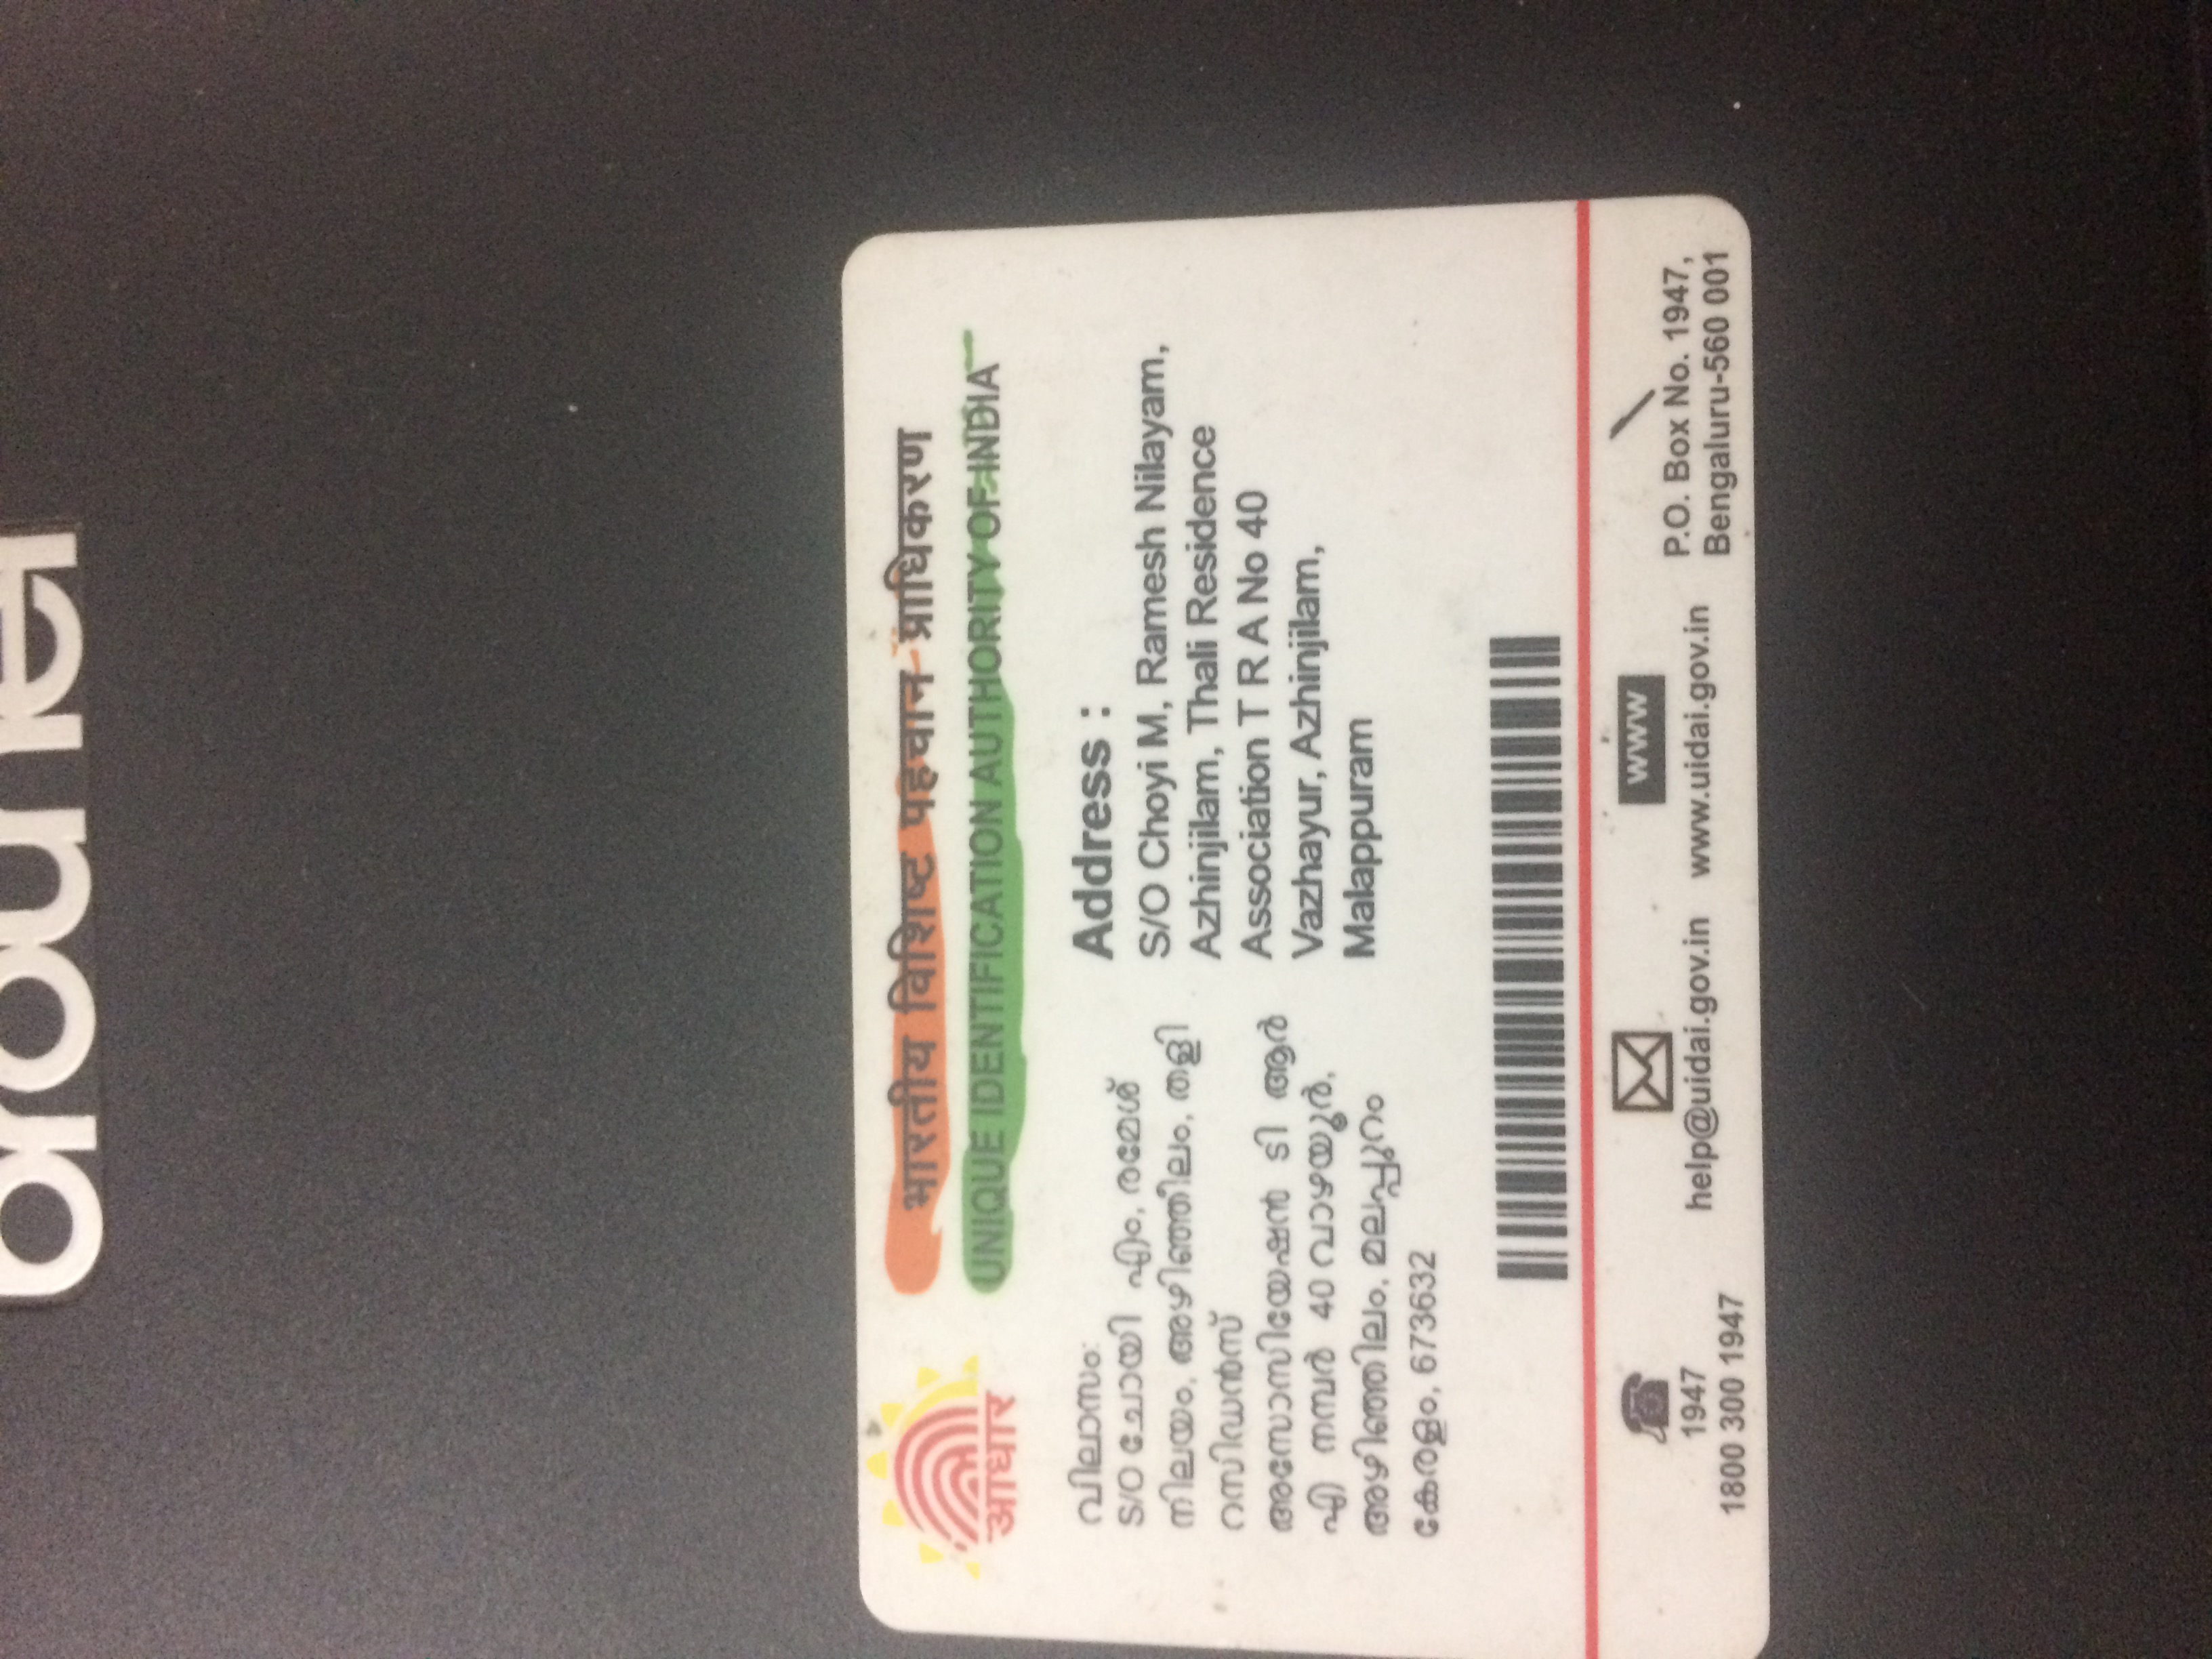 brother
आधार
भारतीय विशिष्ट पहचान प्राधिकरण
UNIQUE IDENTIFICATION AUTHORITY OF INDIA
വിലാസം:
S/O ചോയി എം, രമേശ്
നിലയം, അഴിഞ്ഞീലം, തളി
റസിഡൻസ്
അസോസിയേഷൻ ടി ആർ
എ നമ്പർ 40 വാഴയൂർ,
അഴിഞ്ഞിലം, മലപ്പുറം
കേരളം, 673632
Address :
S/O Choyi M, Ramesh Nilayam,
Azhinjilam, Thali Residence
Association T R A No 40
Vazhayur, Azhinjilam,
Malappuram
1947
1800 300 1947
help@uidai.gov.in
www
www.uidai.gov.in
P.O. Box No. 1947,
Bengaluru-560 001